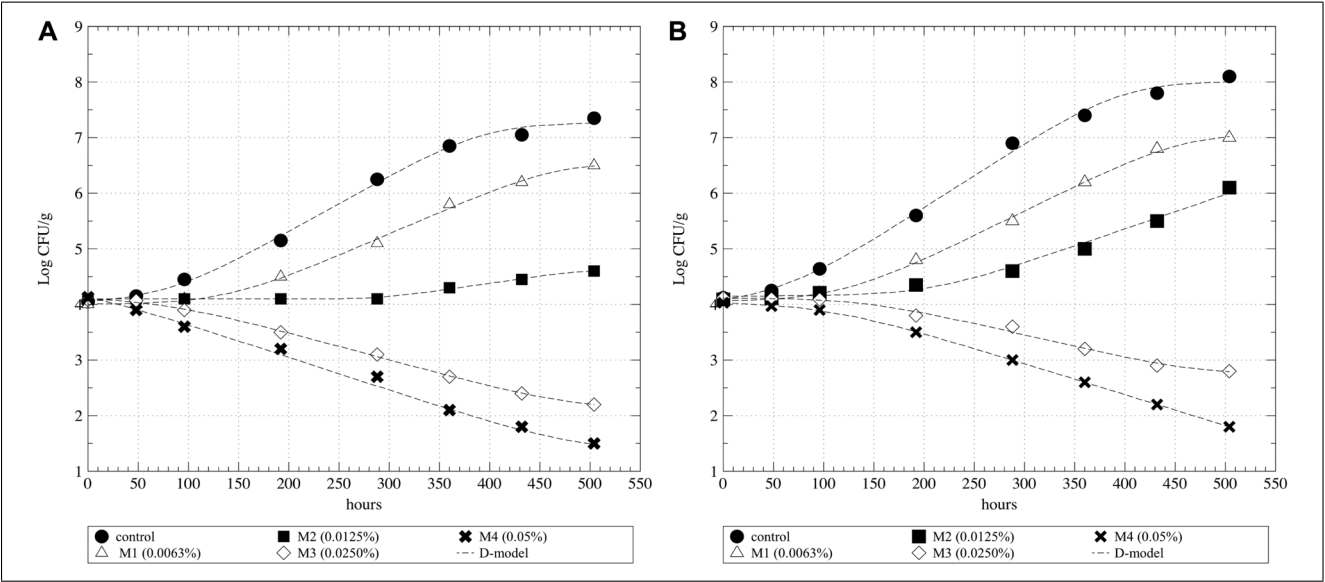 A
9
8
7
6
5
4
3
2
1
Log CFU/g
0 50 100 150 200 250 300 350 400 450 500 550
hours
control M2 (0.0125%) M4 (0.05%)
M1 (0.0063%) M3 (0.0250%) D-model
B
9
8
7
6
5
4
3
2
1
Log CFU/g
0 50 100 150 200 250 300 350 400 450 500 550
hours
control M2 (0.0125%) M4 (0.05%)
M1 (0.0063%) M3 (0.0250%) D-model